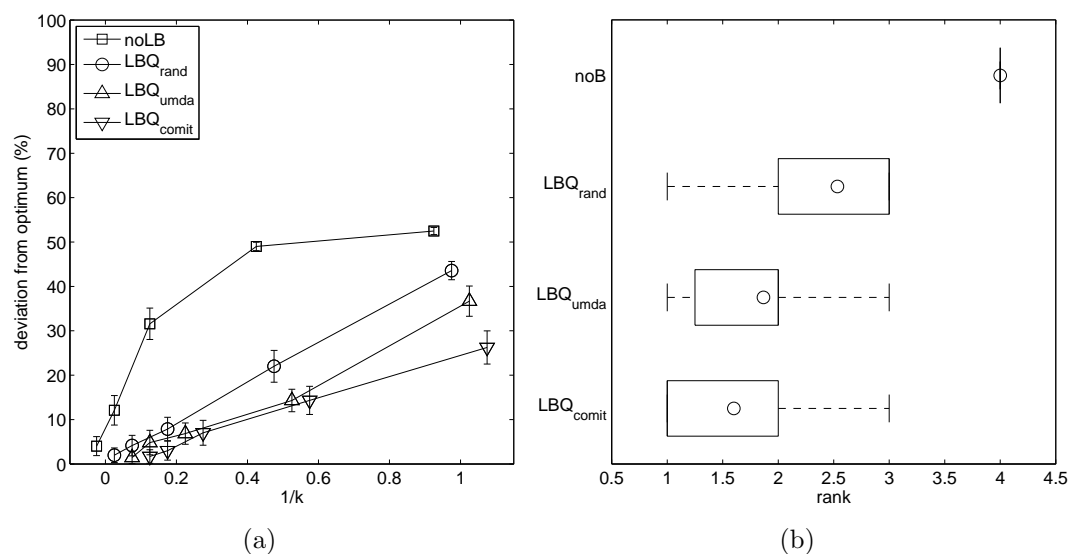 100
90
80
70
60
50
40
30
20
10
0
deviation from optimum (%)
noLB
LBQrand
LBQumda
LBQcomit
0 0.2 0.4 0.6 0.8 1
1/k
(a)
noB
LBQrand
LBQumda
LBQcomit
0.5 1 1.5 2 2.5 3 3.5 4 4.5
rank
(b)